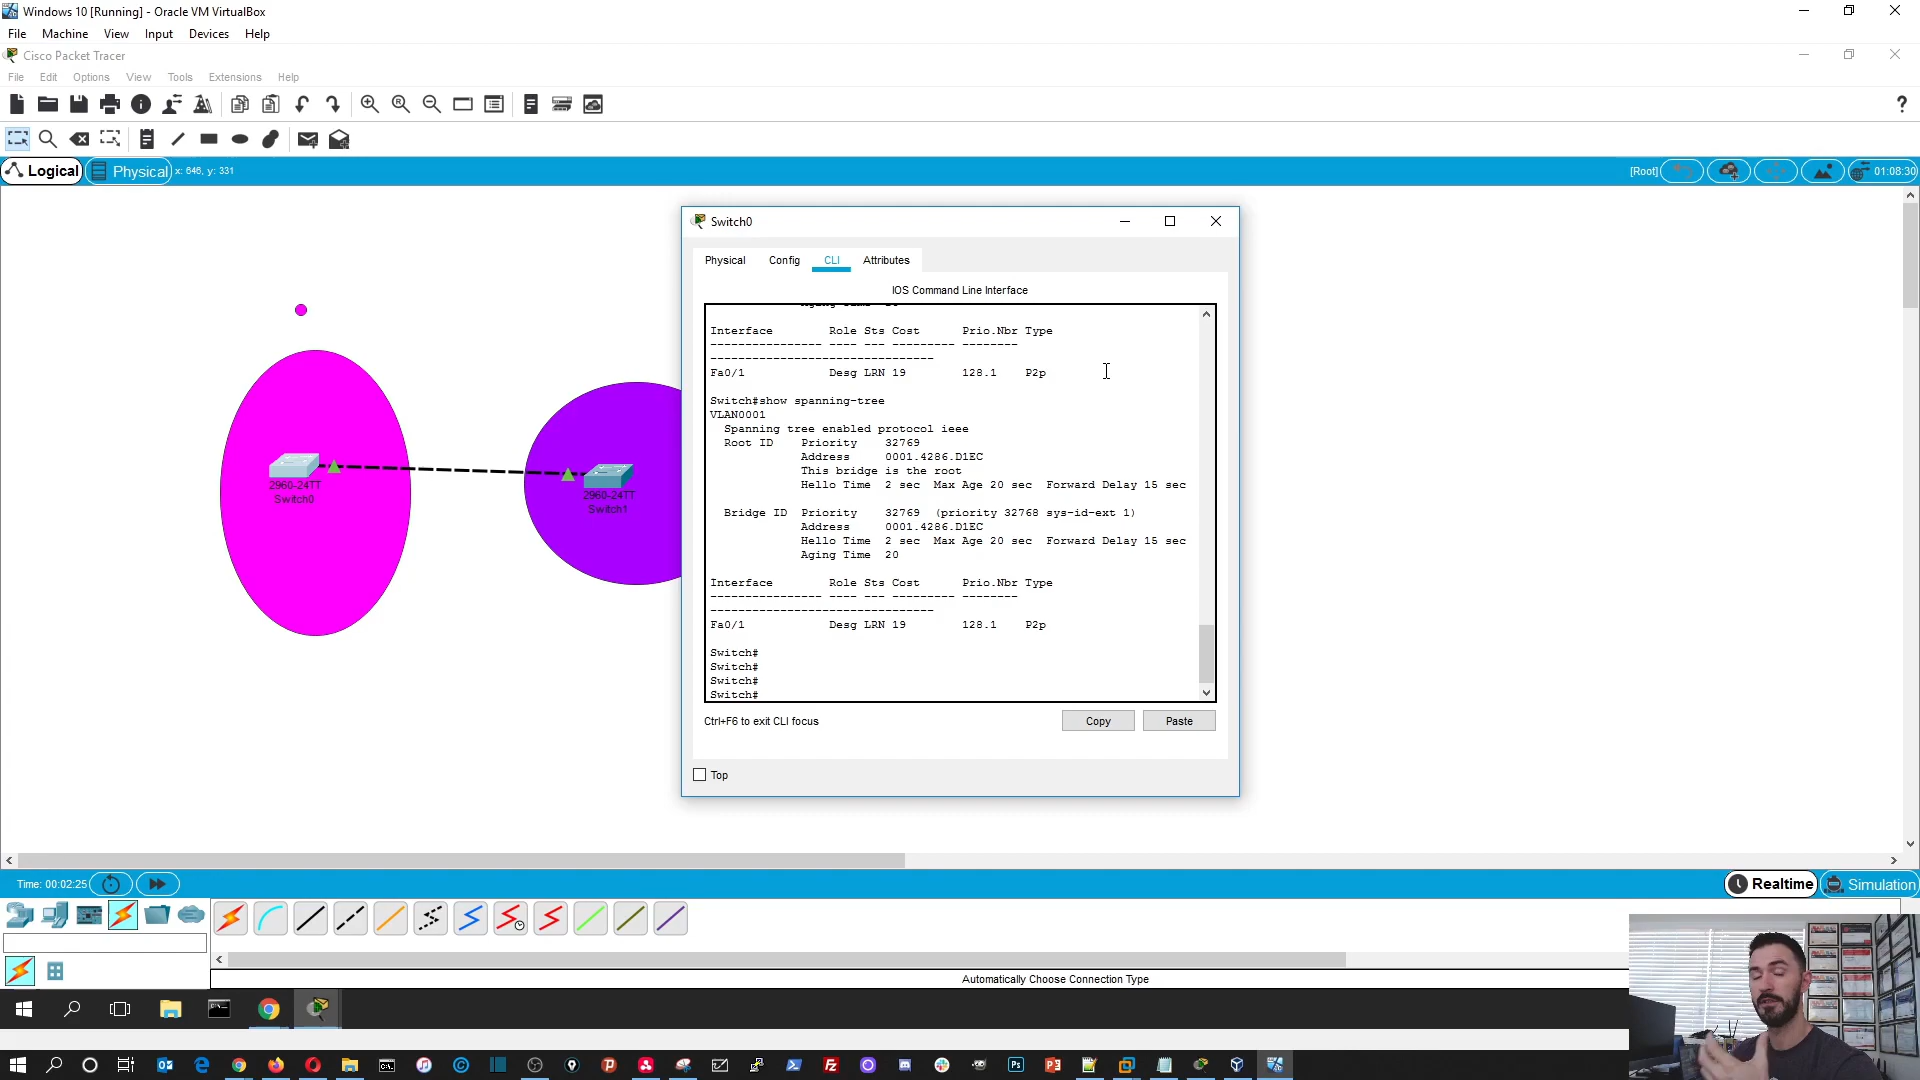 Windows 10 [Running] - Oracle VM VirtualBox
File Machine View Input Devices Help
Cisco Packet Tracer
File Edit Options View Tools Extensions Help
?
Logical Physical x: 646, y: 331 [Root] 01:08:30
Switch0
Physical Config CLI Attributes
IOS Command Line Interface
Interface Role Sts Cost Prio.Nbr Type
---------------- ---- --- --------- --------
--------------------------------
Fa0/1 Desg LRN 19 128.1 P2p
Switch#show spanning-tree
VLAN0001
Spanning tree enabled protocol ieee
Root ID Priority 32769
Address 0001.4286.D1EC
This bridge is the root
Hello Time 2 sec Max Age 20 sec Forward Delay 15 sec
Bridge ID Priority 32769 (priority 32768 sys-id-ext 1)
Address 0001.4286.D1EC
Hello Time 2 sec Max Age 20 sec Forward Delay 15 sec
Aging Time 20
Interface Role Sts Cost Prio.Nbr Type
---------------- ---- --- --------- --------
--------------------------------
Fa0/1 Desg LRN 19 128.1 P2p
Switch#
Switch#
Switch#
Switch#
Ctrl+F6 to exit CLI focus Copy Paste
Top
2960-24TT
Switch0
2960-24TT
Switch1
Time: 00:02:25 Realtime Simulation
Automatically Choose Connection Type